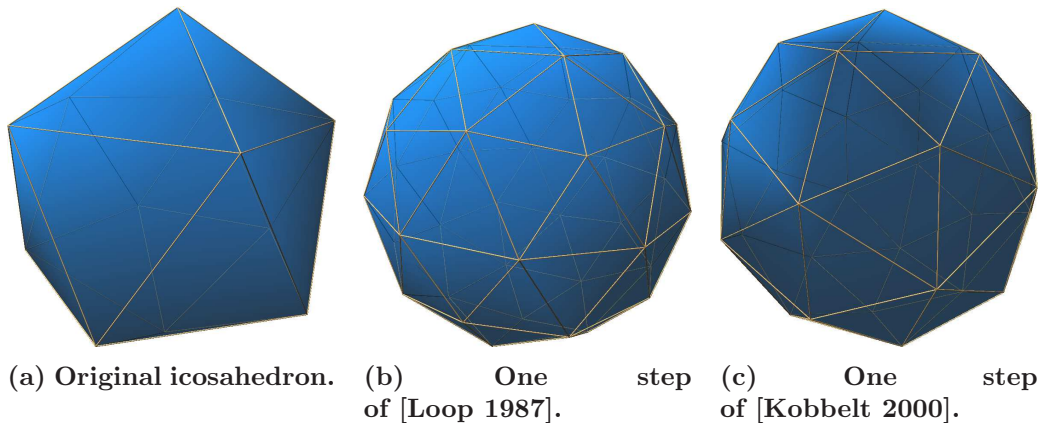 (a) Original icosahedron.
(b) One step
of [Loop 1987].
(c) One step
of [Kobbelt 2000].